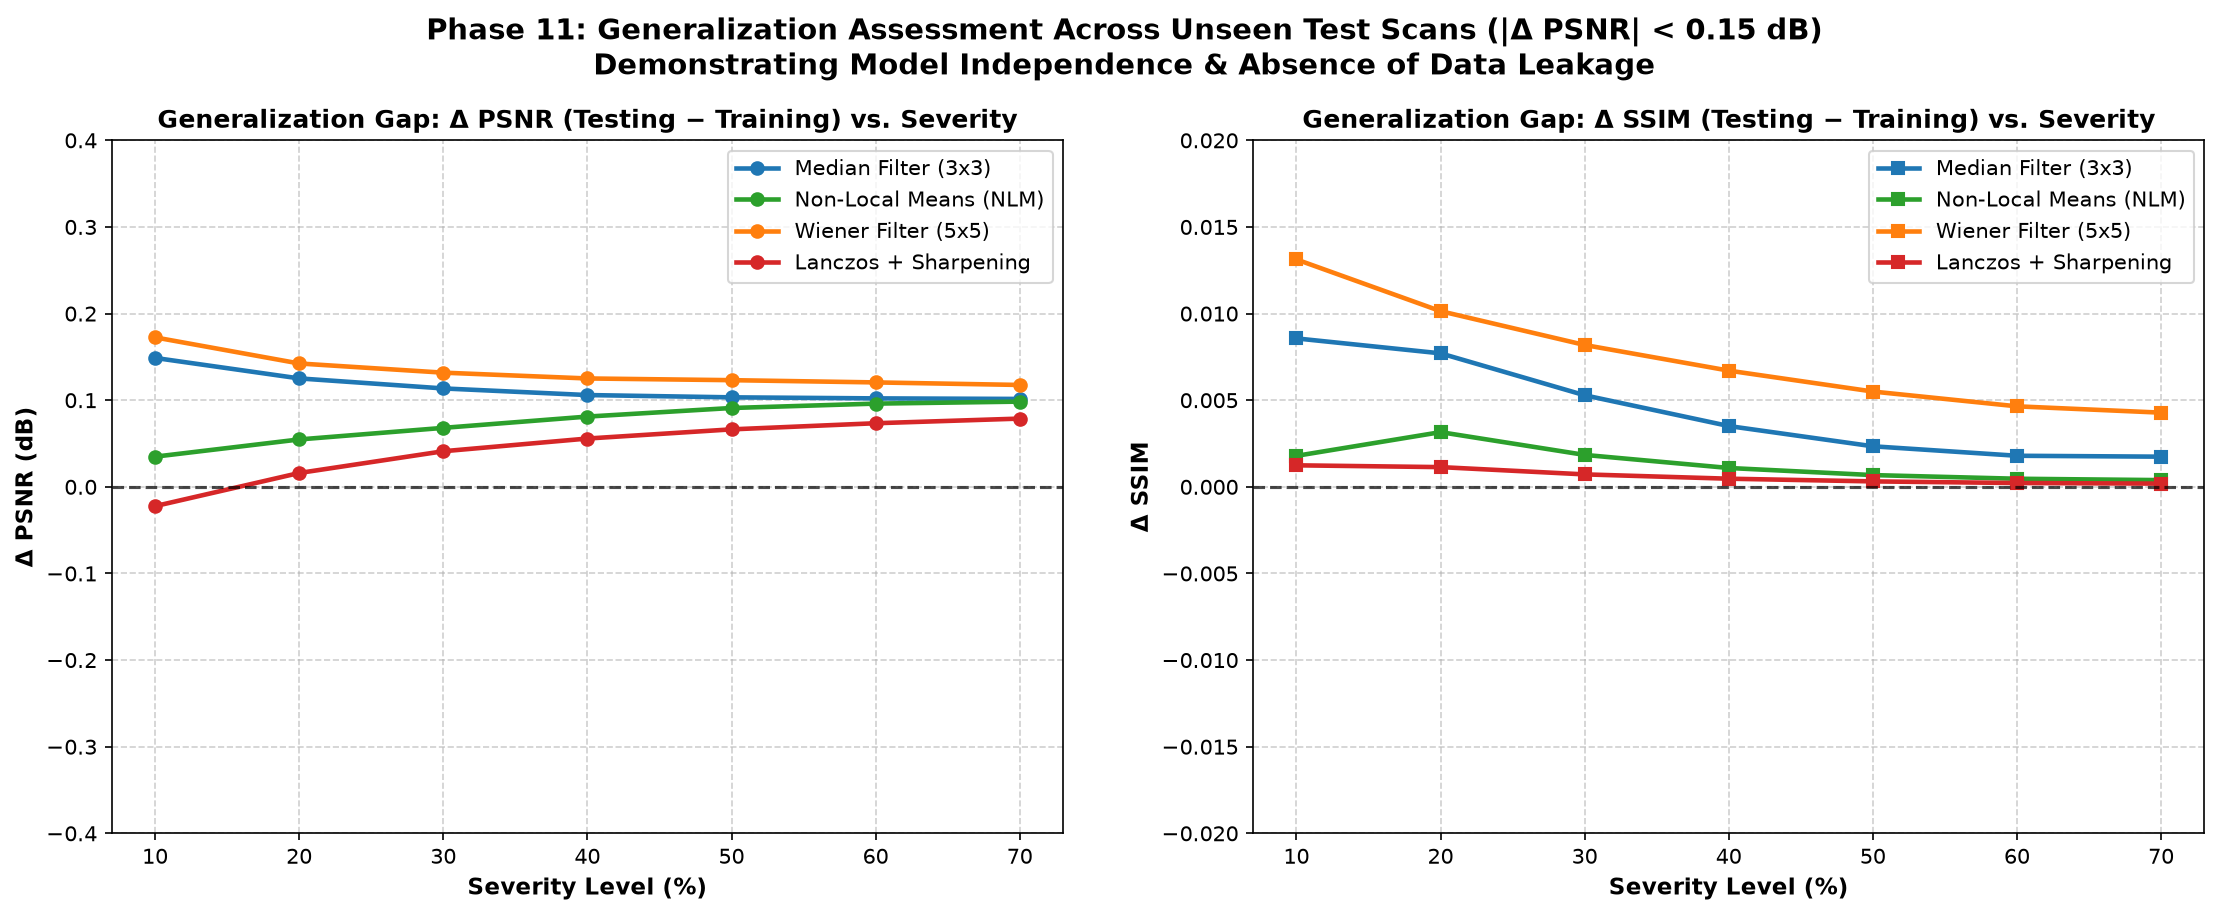 Phase 11: Generalization Assessment Across Unseen Test Scans (|Δ PSNR| < 0.15 dB)
Demonstrating Model Independence & Absence of Data Leakage
Generalization Gap: Δ PSNR (Testing − Training) vs. Severity
0.4
0.3
0.2
0.1
0.0
−0.1
−0.2
−0.3
−0.4
Δ PSNR (dB)
Median Filter (3x3)
Non-Local Means (NLM)
Wiener Filter (5x5)
Lanczos + Sharpening
10 20 30 40 50 60 70
Severity Level (%)
Generalization Gap: Δ SSIM (Testing − Training) vs. Severity
0.020
0.015
0.010
0.005
0.000
−0.005
−0.010
−0.015
−0.020
Δ SSIM
Median Filter (3x3)
Non-Local Means (NLM)
Wiener Filter (5x5)
Lanczos + Sharpening
10 20 30 40 50 60 70
Severity Level (%)